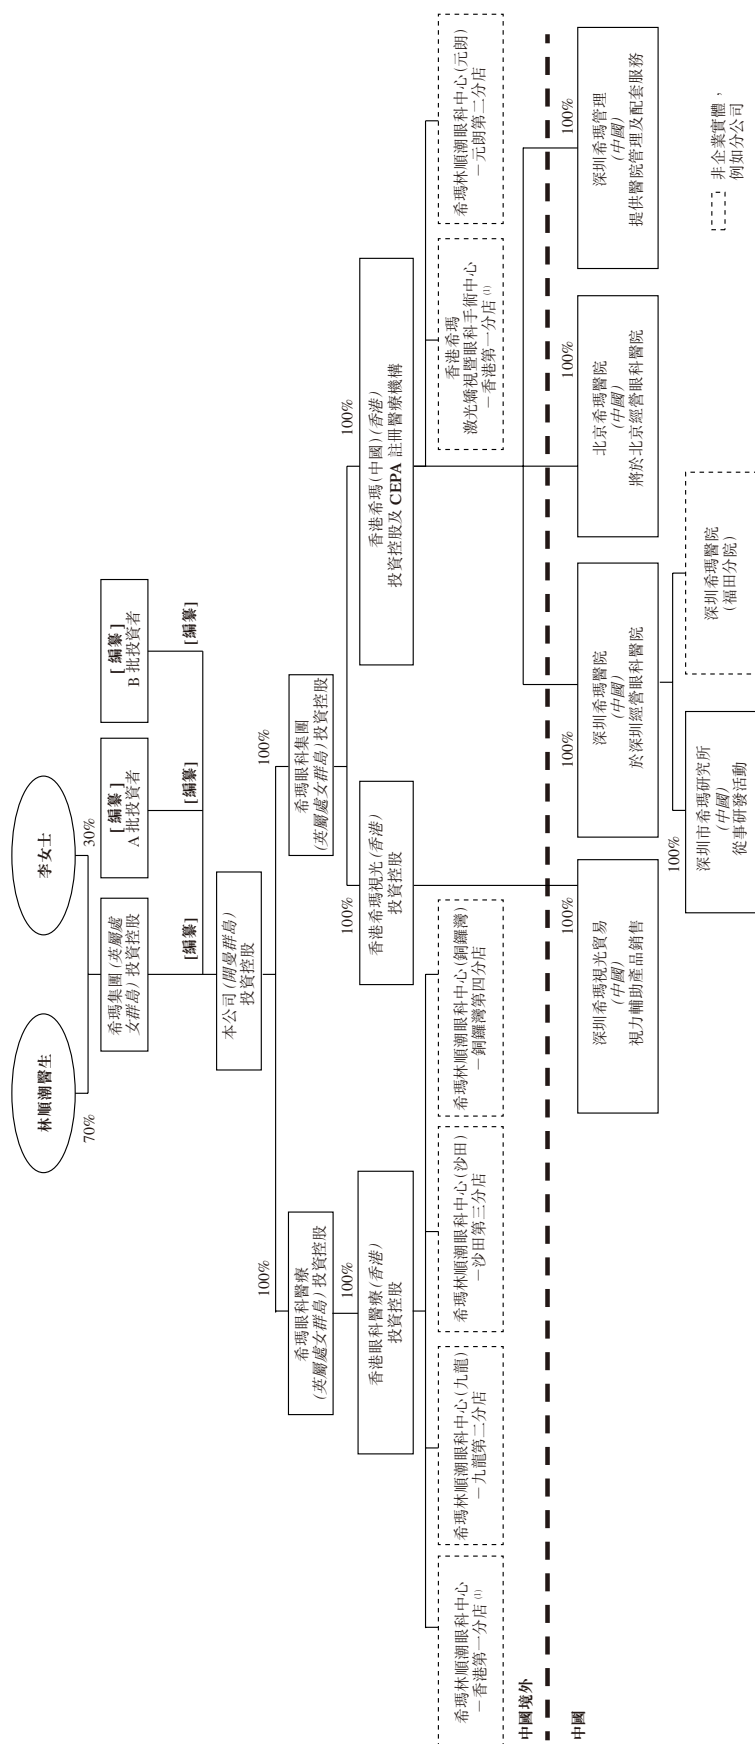 林順潮醫生
李女士
70%
30%
希瑪集團(英屬處
女群島)投資控股
[編纂]
A 批投資者
[編纂]
B 批投資者
[編纂]
[編纂]
[編纂]
本公司(開曼群島)
投資控股
100%
100%
希瑪眼科醫療
(英屬處女群島)投資控股
希瑪眼科集團
(英屬處女群島)投資控股
100%
100%
100%
香港眼科醫療(香港)
投資控股
香港希瑪視光(香港)
投資控股
香港希瑪(中國)(香港)
投資控股及 CEPA 註冊醫療機構
希瑪林順潮眼科中心
－香港第一分店(1)
希瑪林順潮眼科中心(九龍)
－九龍第二分店
希瑪林順潮眼科中心(沙田)
－沙田第三分店
希瑪林順潮眼科中心(銅鑼灣)
－銅鑼灣第四分店
香港希瑪
激光矯視暨眼科手術中心
－香港第一分店(1)
希瑪林順潮眼科中心(元朗)
－元朗第二分店
中國境外
中國
100%
100%
100%
100%
深圳希瑪視光貿易
(中國)
視力輔助產品銷售
深圳希瑪醫院
(中國)
於深圳經營眼科醫院
北京希瑪醫院
(中國)
將於北京經營眼科醫院
深圳希瑪管理
(中國)
提供醫院管理及配套服務
100%
深圳市希瑪研究所
(中國)
從事研發活動
深圳希瑪醫院
(福田分院)
非企業實體，
例如分公司